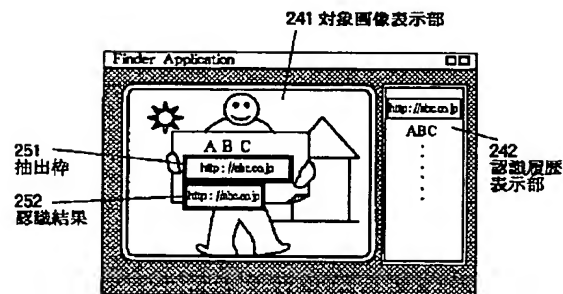 241 対象画像表示部
Finder Application
ABC
http://abc.co.jp
http://abc.co.jp
http://abc.co.jp
ABC
251
抽出枠
252
認識結果
242
認識履歴
表示部